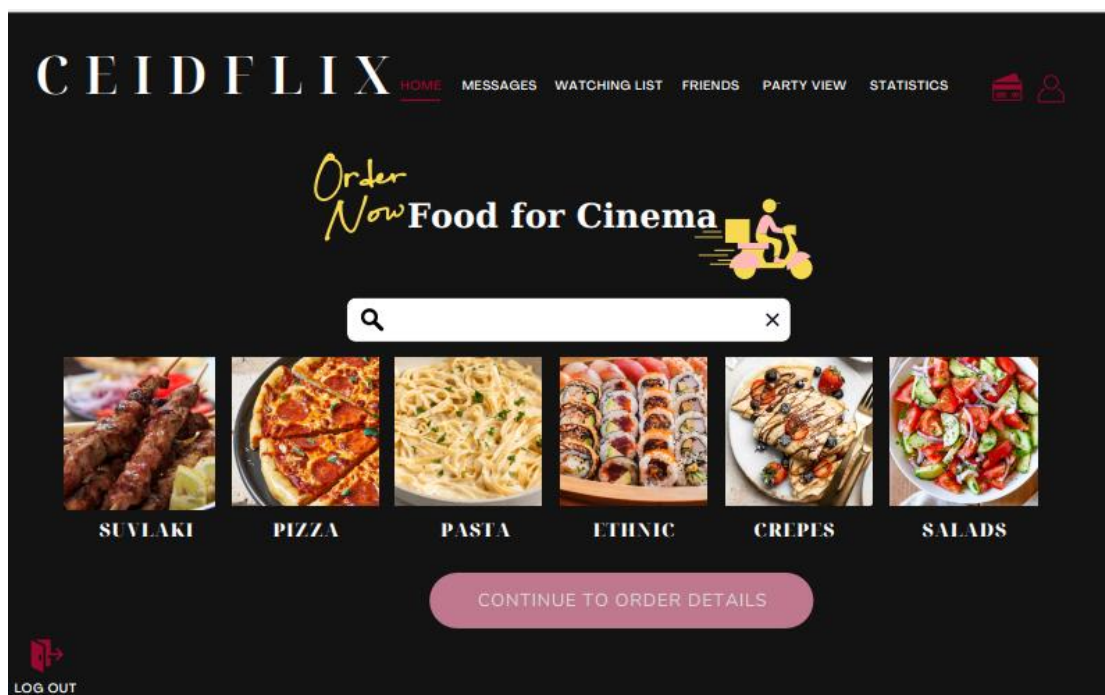 CEIDFLIX
HOME MESSAGES WATCHING LIST FRIENDS PARTY VIEW STATISTICS
Order
Now Food for Cinema
SUVLAKI PIZZA PASTA ETHNIC CREPES SALADS
CONTINUE TO ORDER DETAILS
LOG OUT